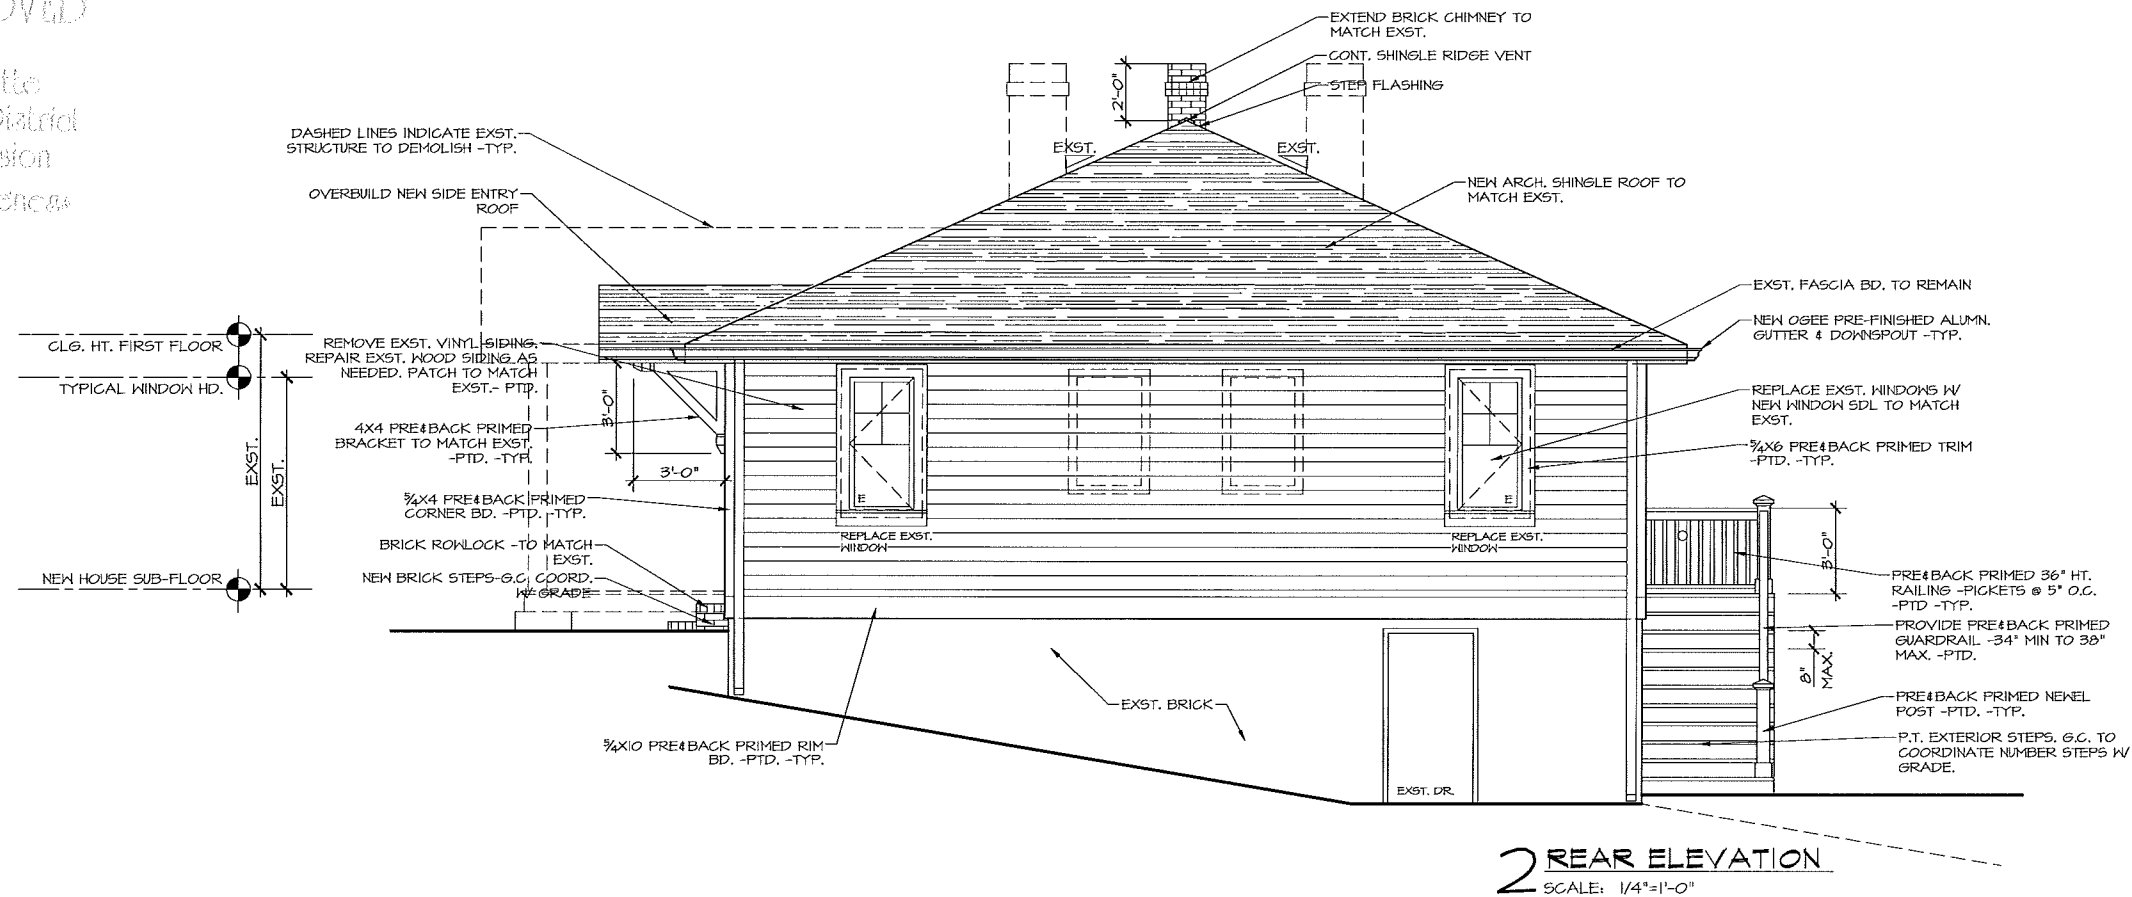 EXTEND BRICK CHIMNEY TO
MATCH EXST.
CONT. SHINGLE RIDGE VENT
STEP FLASHING
2'-0"
EXST.
EXST.
DASHED LINES INDICATE EXST.
STRUCTURE TO DEMOLISH -TYP.
OVERBUILD NEW SIDE ENTRY
ROOF
NEW ARCH. SHINGLE ROOF TO
MATCH EXST.
EXST. FASCIA BD. TO REMAIN
NEW OGEE PRE-FINISHED ALUMN.
GUTTER & DOWNSPOUT -TYP.
CLG. HT. FIRST FLOOR
TYPICAL WINDOW HD.
NEW HOUSE SUB-FLOOR
EXST.
EXST.
REMOVE EXST. VINYL SIDING.
REPAIR EXST. WOOD SIDING AS
NEEDED. PATCH TO MATCH
EXST.- PTD.
4X4 PRE&BACK PRIMED
BRACKET TO MATCH EXST.
-PTD. -TYP.
3'-0"
3'-0"
5/4X4 PRE&BACK PRIMED
CORNER BD. -PTD. -TYP.
BRICK ROWLOCK -TO MATCH
EXST.
NEW BRICK STEPS-G.C. COORD.
W/ GRADE
E
REPLACE EXST.
WINDOW
E
REPLACE EXST.
WINDOW
REPLACE EXST. WINDOWS W/
NEW WINDOW SDL TO MATCH
EXST.
5/4X6 PRE&BACK PRIMED TRIM
-PTD. -TYP.
3'-0"
PRE&BACK PRIMED 36" HT.
RAILING -PICKETS @ 5" O.C.
-PTD -TYP.
PROVIDE PRE&BACK PRIMED
GUARDRAIL -34" MIN TO 38"
MAX. -PTD.
8"
MAX.
PRE&BACK PRIMED NEWEL
POST -PTD. -TYP.
P.T. EXTERIOR STEPS. G.C. TO
COORDINATE NUMBER STEPS W/
GRADE.
EXST. BRICK
5/4X10 PRE&BACK PRIMED RIM
BD. -PTD. -TYP.
EXST. DR.
2 REAR ELEVATION
SCALE: 1/4"=1'-0"